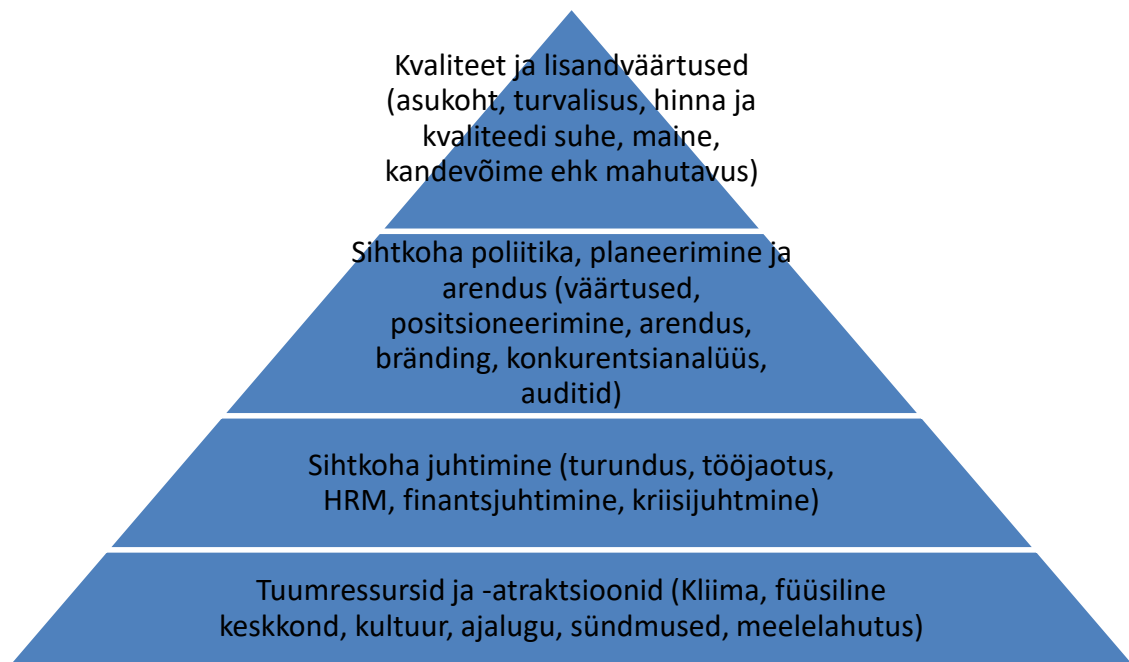 Kvaliteet ja lisandväärtused
(asukoht, turvalisus, hinna ja
kvaliteedi suhe, maine,
kandevõime ehk mahutavus)
Sihtkoha poliitika, planeerimine ja
arendus (väärtused,
positsioneerimine, arendus,
bränding, konkurentsianalüüs,
auditid)
Sihtkoha juhtimine (turundus, tööjaotus,
HRM, finantsjuhtimine, kriisijuhtmine)
Tuumressursid ja -atraktsioonid (Kliima, füüsiline
keskkond, kultuur, ajalugu, sündmused, meelelahutus)